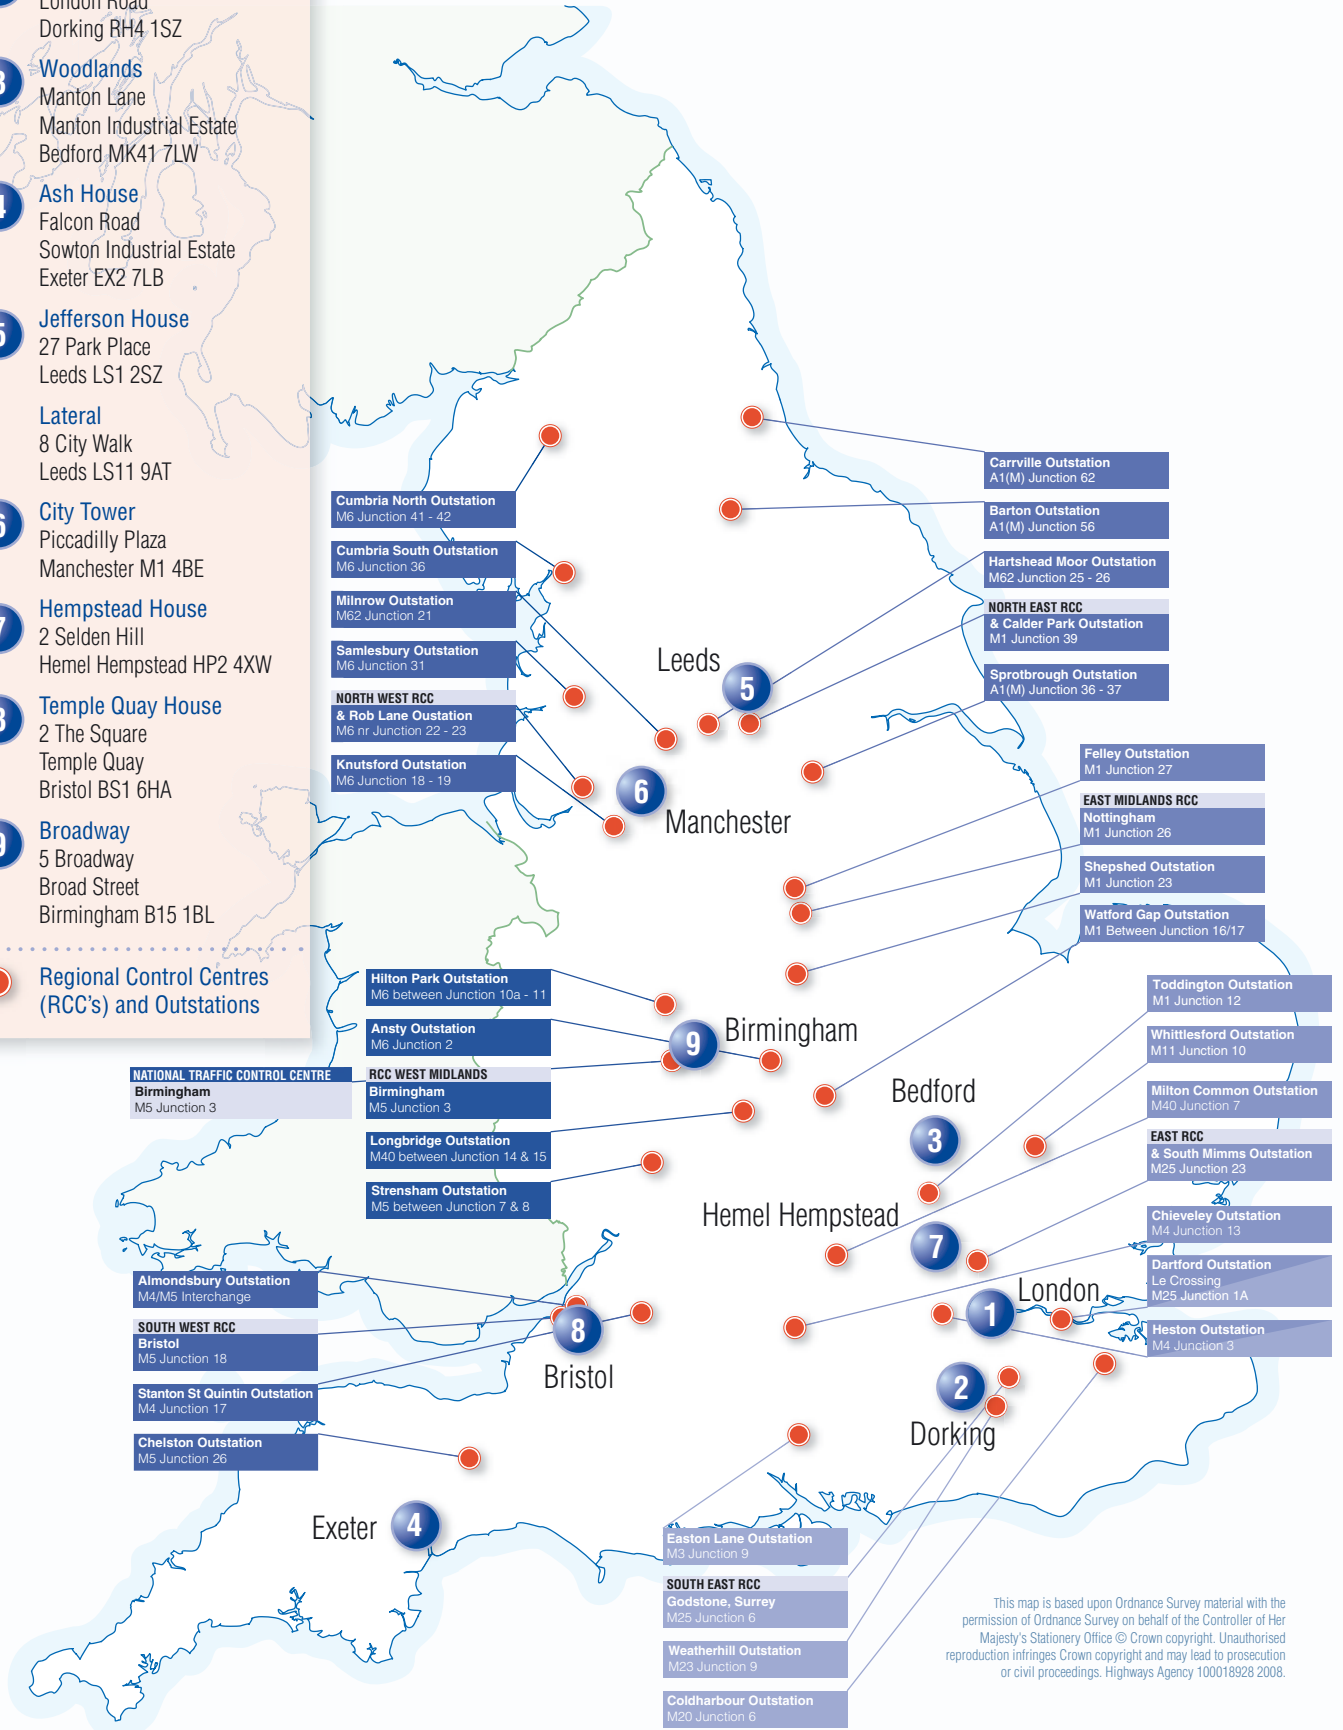 London Road
Dorking RH4 1SZ
3
Woodlands
Manton Lane
Manton Industrial Estate
Bedford MK41 7LW
4
Ash House
Falcon Road
Sowton Industrial Estate
Exeter EX2 7LB
5
Jefferson House
27 Park Place
Leeds LS1 2SZ
Lateral
8 City Walk
Leeds LS11 9AT
6
City Tower
Piccadilly Plaza
Manchester M1 4BE
7
Hempstead House
2 Selden Hill
Hemel Hempstead HP2 4XW
8
Temple Quay House
2 The Square
Temple Quay
Bristol BS1 6HA
9
Broadway
5 Broadway
Broad Street
Birmingham B15 1BL
Regional Control Centres
(RCC's) and Outstations
Cumbria North Outstation
M6 Junction 41 - 42
Cumbria South Outstation
M6 Junction 36
Milnrow Outstation
M62 Junction 21
Samlesbury Outstation
M6 Junction 31
NORTH WEST RCC
& Rob Lane Oustation
M6 nr Junction 22 - 23
Knutsford Outstation
M6 Junction 18 - 19
Carrville Outstation
A1(M) Junction 62
Barton Outstation
A1(M) Junction 56
Hartshead Moor Outstation
M62 Junction 25 - 26
NORTH EAST RCC
& Calder Park Outstation
M1 Junction 39
Sprotbrough Outstation
A1(M) Junction 36 - 37
Leeds
5
6
Manchester
Felley Outstation
M1 Junction 27
EAST MIDLANDS RCC
Nottingham
M1 Junction 26
Shepshed Outstation
M1 Junction 23
Watford Gap Outstation
M1 Between Junction 16/17
Hilton Park Outstation
M6 between Junction 10a - 11
Ansty Outstation
M6 Junction 2
NATIONAL TRAFFIC CONTROL CENTRE
Birmingham
M5 Junction 3
RCC WEST MIDLANDS
Birmingham
M5 Junction 3
Longbridge Outstation
M40 between Junction 14 & 15
Strensham Outstation
M5 between Junction 7 & 8
9
Birmingham
Bedford
3
Hemel Hempstead
7
Toddington Outstation
M1 Junction 12
Whittlesford Outstation
M11 Junction 10
Milton Common Outstation
M40 Junction 7
EAST RCC
& South Mimms Outstation
M25 Junction 23
Chieveley Outstation
M4 Junction 13
Dartford Outstation
Le Crossing
M25 Junction 1A
Heston Outstation
M4 Junction 3
London
1
Almondsbury Outstation
M4/M5 Interchange
SOUTH WEST RCC
Bristol
M5 Junction 18
Stanton St Quintin Outstation
M4 Junction 17
Chelston Outstation
M5 Junction 26
8
Bristol
2
Dorking
Exeter
4
Easton Lane Outstation
M3 Junction 9
SOUTH EAST RCC
Godstone, Surrey
M25 Junction 6
Weatherhill Outstation
M23 Junction 9
Coldharbour Outstation
M20 Junction 6
This map is based upon Ordnance Survey material with the
permission of Ordnance Survey on behalf of the Controller of Her
Majesty's Stationery Office © Crown copyright. Unauthorised
reproduction infringes Crown copyright and may lead to prosecution
or civil proceedings. Highways Agency 100018928 2008.